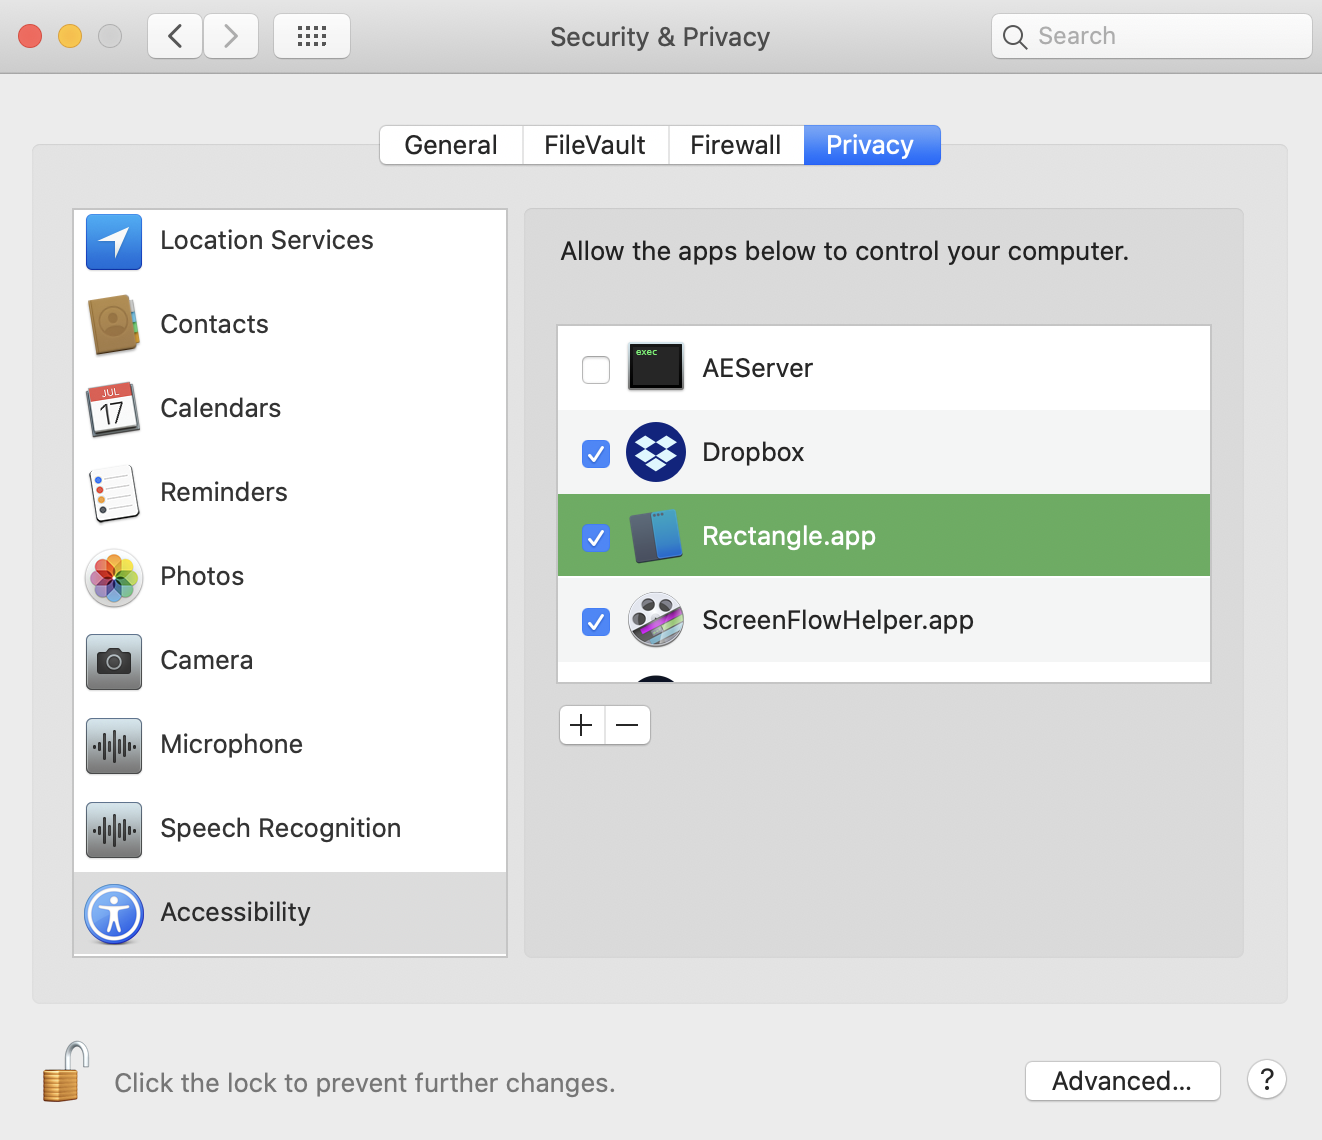 Security & Privacy
Search
General
FileVault
Firewall
Privacy
Location Services
Contacts
JUL
17
Calendars
Reminders
Photos
Camera
Microphone
Speech Recognition
Accessibility
Allow the apps below to control your computer.
exec
AEServer
Dropbox
Rectangle.app
ScreenFlowHelper.app
Click the lock to prevent further changes.
Advanced...
?